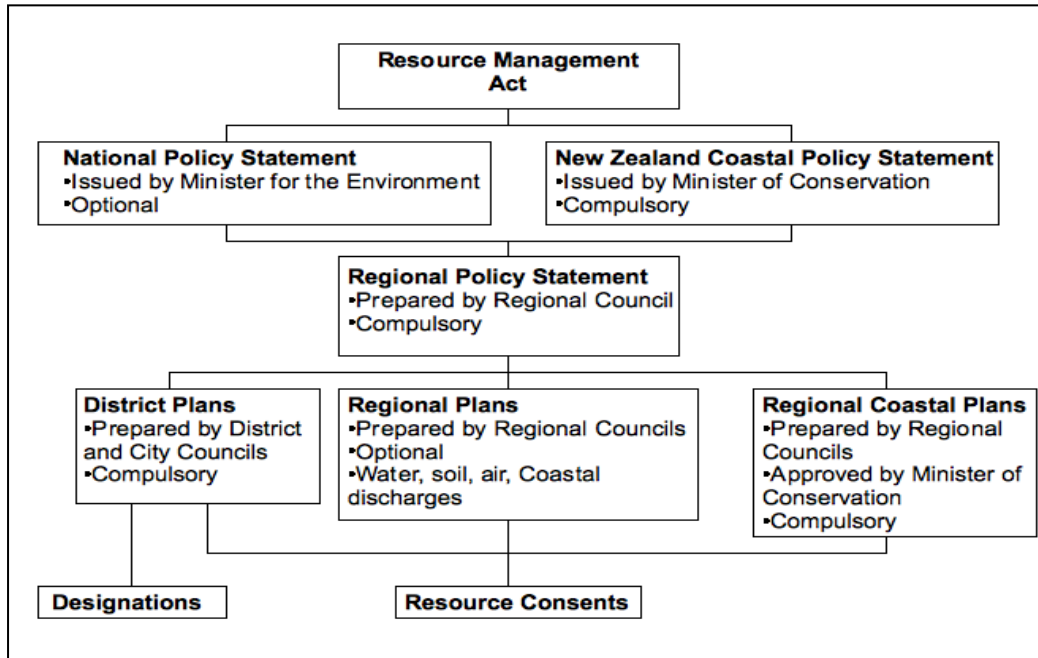 Resource Management
Act
National Policy Statement
•Issued by Minister for the Environment
•Optional
New Zealand Coastal Policy Statement
•Issued by Minister of Conservation
•Compulsory
Regional Policy Statement
•Prepared by Regional Council
•Compulsory
District Plans
•Prepared by District
and City Councils
•Compulsory
Regional Plans
•Prepared by Regional Councils
•Optional
•Water, soil, air, Coastal
discharges
Regional Coastal Plans
•Prepared by Regional
Councils
•Approved by Minister of
Conservation
•Compulsory
Designations
Resource Consents